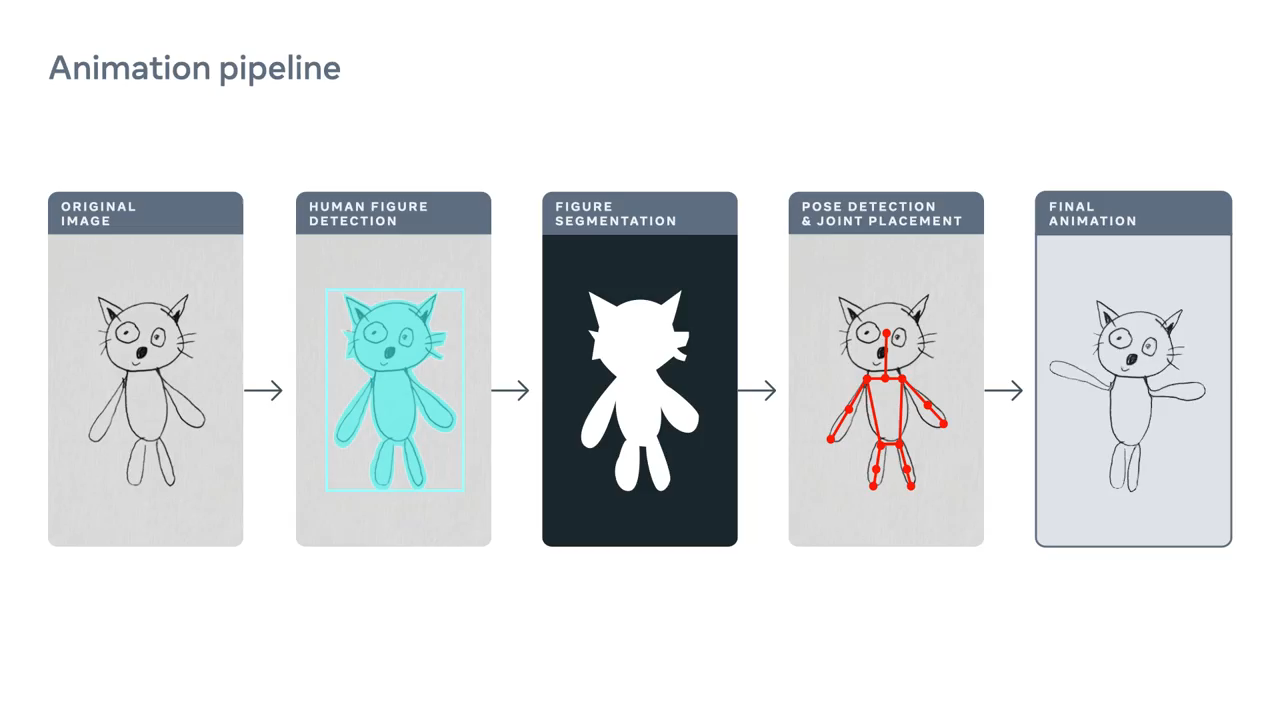 Animation pipeline
ORIGINAL
IMAGE
HUMAN FIGURE
DETECTION
FIGURE
SEGMENTATION
POSE DETECTION
& JOINT PLACEMENT
FINAL
ANIMATION